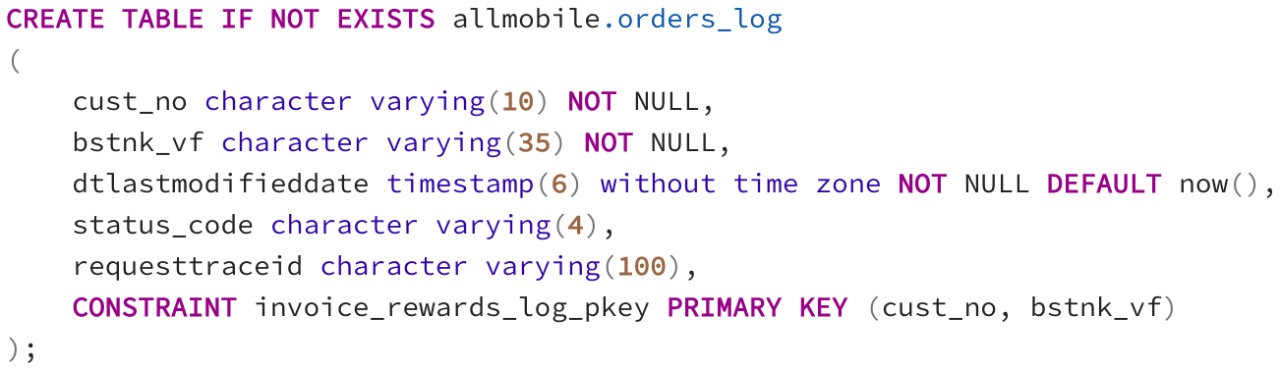 CREATE TABLE IF NOT EXISTS allmobile.orders_log
(
    cust_no character varying(10) NOT NULL,
    bstnk_vf character varying(35) NOT NULL,
    dtlastmodifieddate timestamp(6) without time zone NOT NULL DEFAULT now(),
    status_code character varying(4),
    requesttraceid character varying(100),
    CONSTRAINT invoice_rewards_log_pkey PRIMARY KEY (cust_no, bstnk_vf)
);